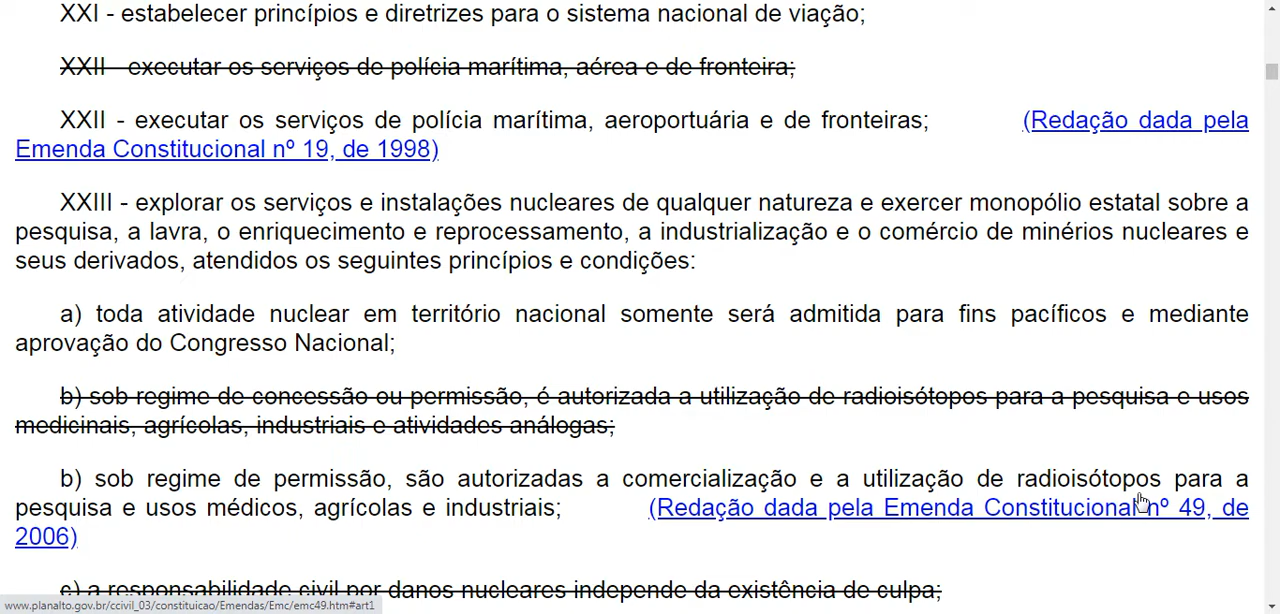 XXI - estabelecer princípios e diretrizes para o sistema nacional de viação;
XXII - executar os serviços de polícia marítima, aérea e de fronteira;
XXII - executar os serviços de polícia marítima, aeroportuária e de fronteiras; (Redação dada pela
Emenda Constitucional nº 19, de 1998)
XXIII - explorar os serviços e instalações nucleares de qualquer natureza e exercer monopólio estatal sobre a
pesquisa, a lavra, o enriquecimento e reprocessamento, a industrialização e o comércio de minérios nucleares e
seus derivados, atendidos os seguintes princípios e condições:
a) toda atividade nuclear em território nacional somente será admitida para fins pacíficos e mediante
aprovação do Congresso Nacional;
b) sob regime de concessão ou permissão, é autorizada a utilização de radioisótopos para a pesquisa e usos
medicinais, agrícolas, industriais e atividades análogas;
b) sob regime de permissão, são autorizadas a comercialização e a utilização de radioisótopos para a
pesquisa e usos médicos, agrícolas e industriais; (Redação dada pela Emenda Constitucional nº 49, de
2006)
c) a responsabilidade civil por danos nucleares independe da existência de culpa;
www.planalto.gov.br/ccivil_03/constituicao/Emendas/Emc/emc49.htm#art1